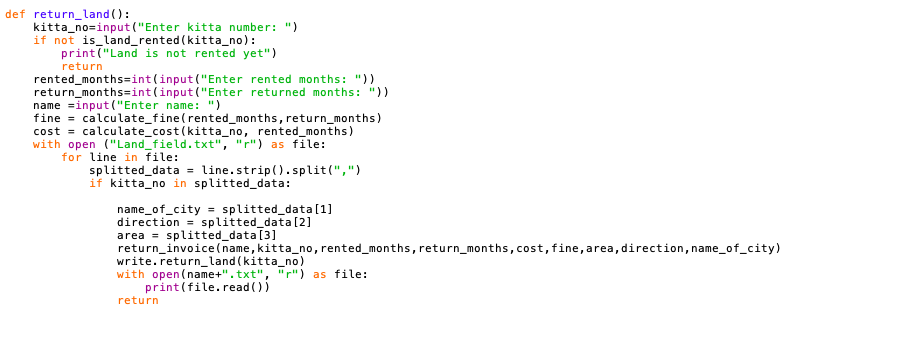 def return_land():
    kitta_no=input("Enter kitta number: ")
    if not is_land_rented(kitta_no):
        print("Land is not rented yet")
        return
    rented_months=int(input("Enter rented months: "))
    return_months=int(input("Enter returned months: "))
    name =input("Enter name: ")
    fine = calculate_fine(rented_months,return_months)
    cost = calculate_cost(kitta_no, rented_months)
    with open ("Land_field.txt", "r") as file:
        for line in file:
            splitted_data = line.strip().split(",")
            if kitta_no in splitted_data:

                name_of_city = splitted_data[1]
                direction = splitted_data[2]
                area = splitted_data[3]
                return_invoice(name,kitta_no,rented_months,return_months,cost,fine,area,direction,name_of_city)
                write.return_land(kitta_no)
                with open(name+".txt", "r") as file:
                    print(file.read())
                return